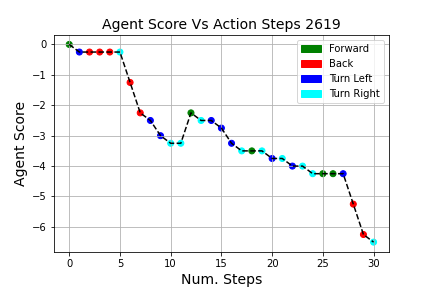 Agent Score Vs Action Steps 2619
Forward
Back
Turn Left
Turn Right
Agent Score
0
−1
−2
−3
−4
−5
−6
0 5 10 15 20 25 30
Num. Steps